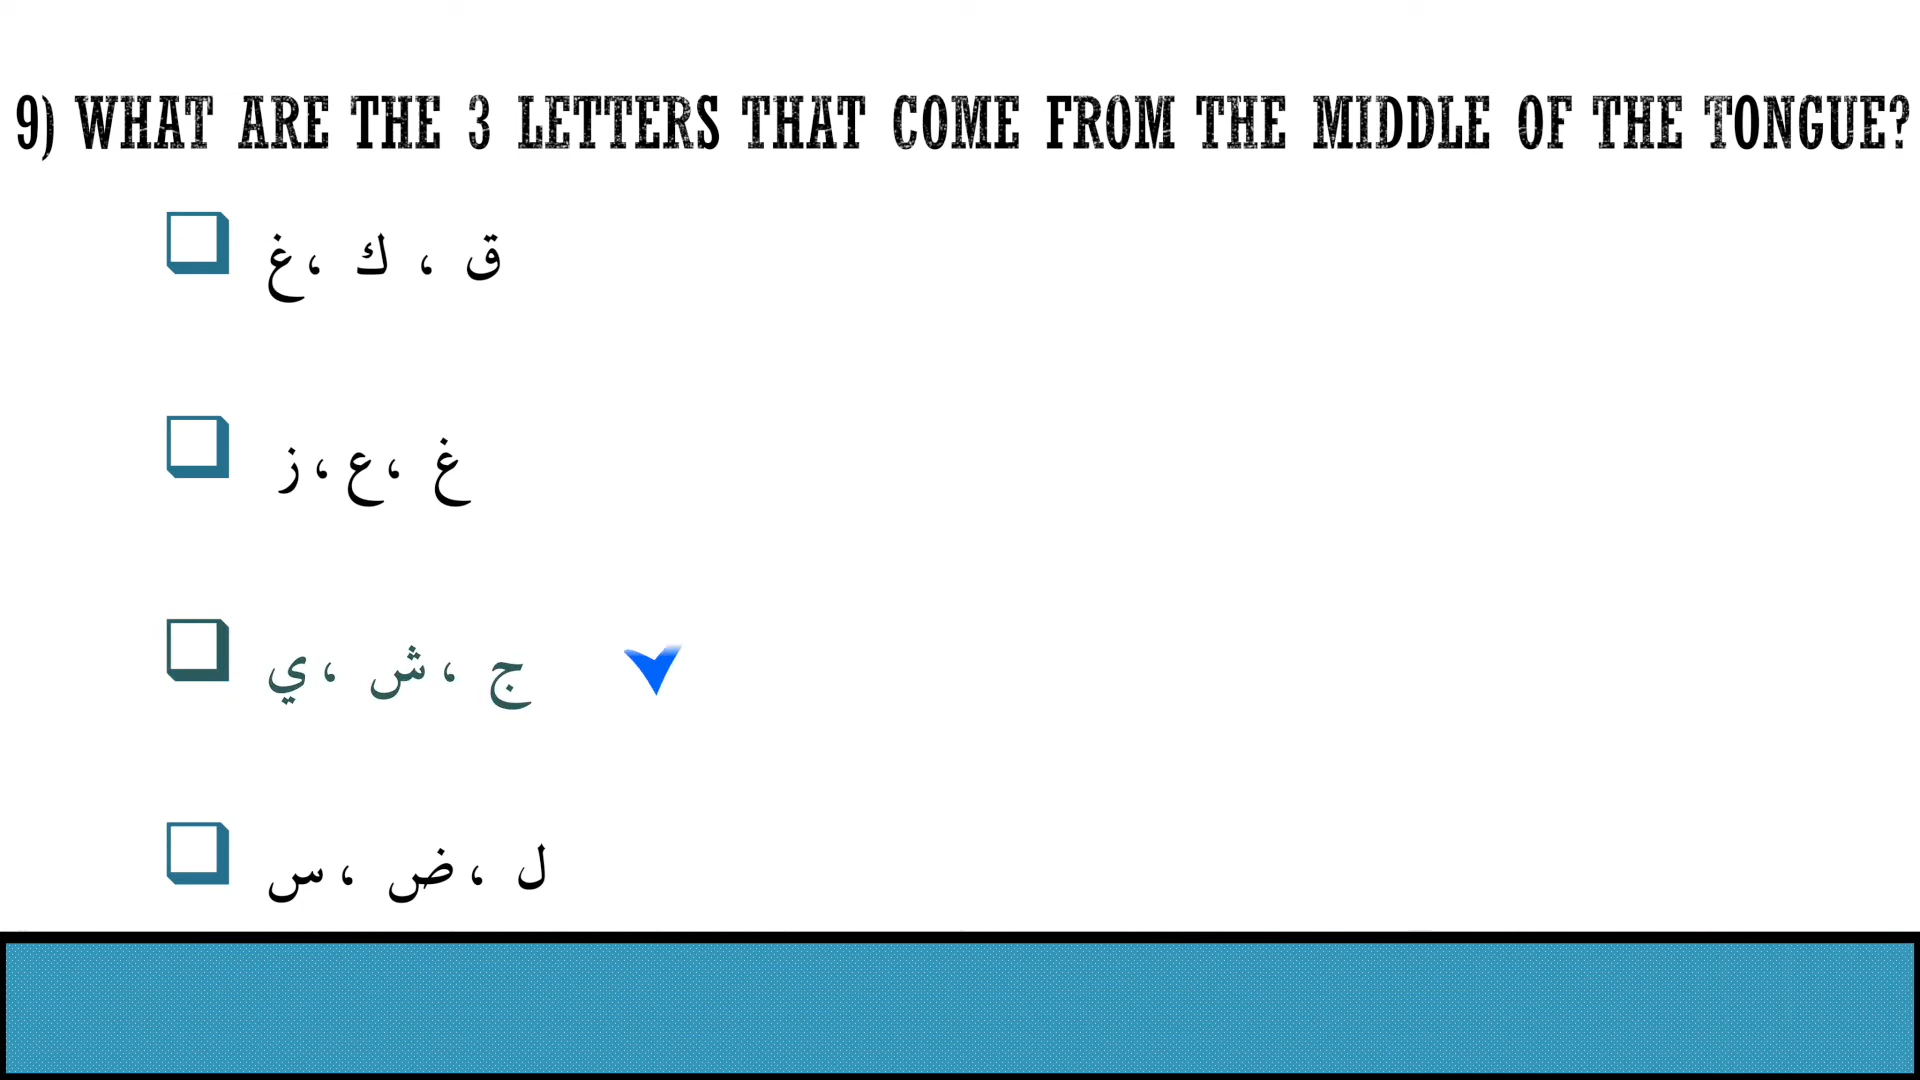 9) WHAT ARE THE 3 LETTERS THAT COME FROM THE MIDDLE OF THE TONGUE?
ق ، ك ،غ
غ ،ع ،ز
ج ، ش ، ي
ل ، ض ، س